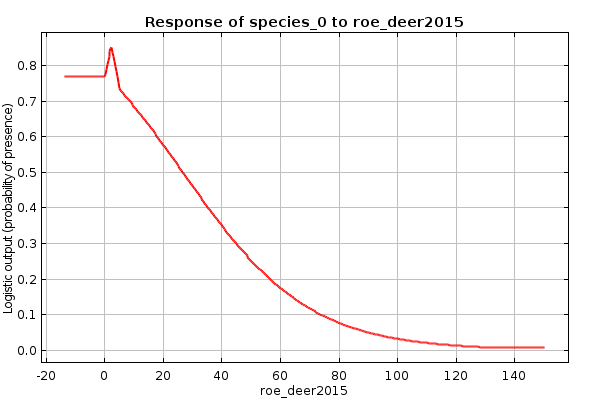 Response of species_0 to roe_deer2015
Logistic output (probability of presence)
0.8
0.7
0.6
0.5
0.4
0.3
0.2
0.1
0.0
-20 0 20 40 60 80 100 120 140
roe_deer2015